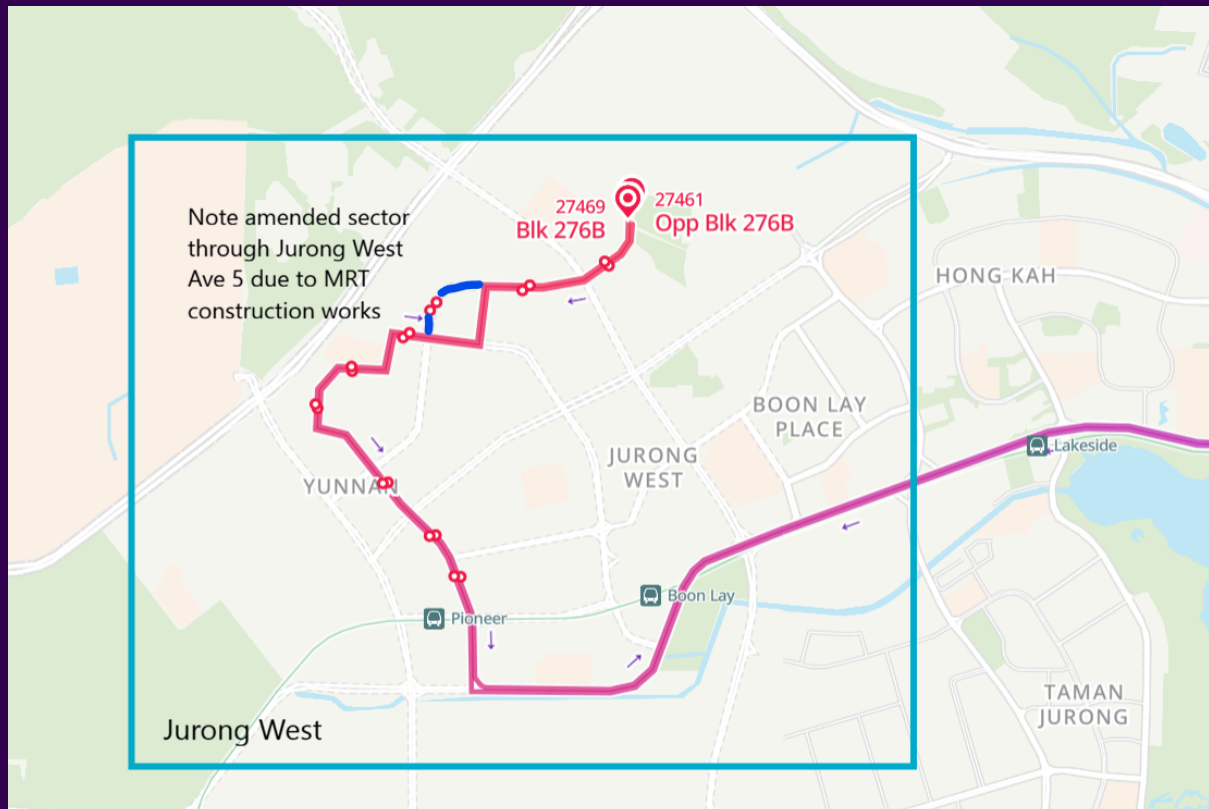 Note amended sector
through Jurong West
Ave 5 due to MRT
construction works
27469
Blk 276B
27461
Opp Blk 276B
HONG KAH
BOON LAY
PLACE
Lakeside
JURONG
WEST
YUNNAN
Boon Lay
Pioneer
TAMAN
JURONG
Jurong West